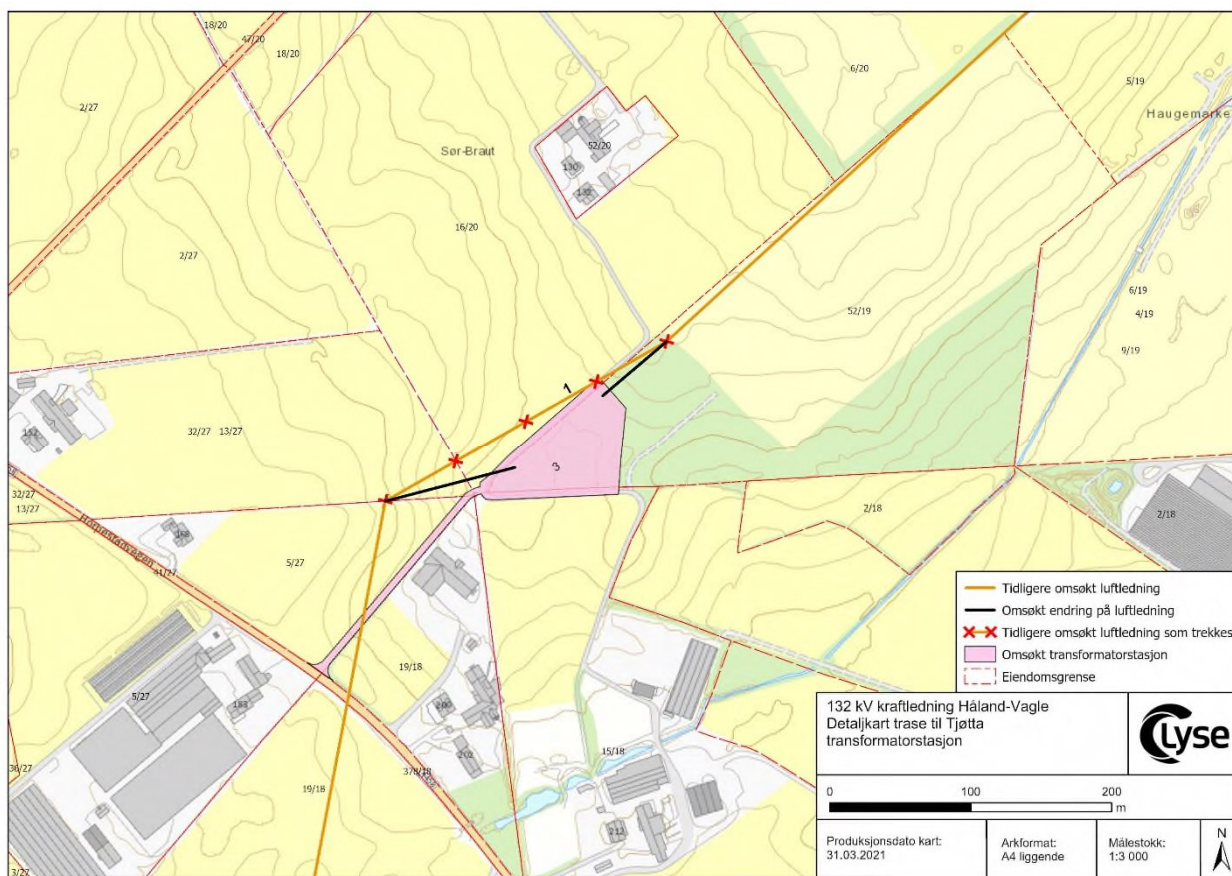 18/20
47/20
18/20
2/27
6/20
5/19
Haugemarke
Sør-Braut
52/20
130
132
16/20
2/27
6/19
4/19
52/19
9/19
1
32/27 13/27
3
32/27
13/27
168
2/18
2/18
5/27
41/27
19/18
5/27
183
200
202
378/18
15/18
36/27
19/18
212
3/27
Tidligere omsøkt luftledning
Omsøkt endring på luftledning
Tidligere omsøkt luftledning som trekkes
Omsøkt transformatorstasjon
Eiendomsgrense
132 kV kraftledning Håland-Vagle
Detaljkart trase til Tjøtta
transformatorstasjon
Lyse
0 100 200
m
Produksjonsdato kart:
31.03.2021
Arkformat:
A4 liggende
Målestokk:
1:3 000
N